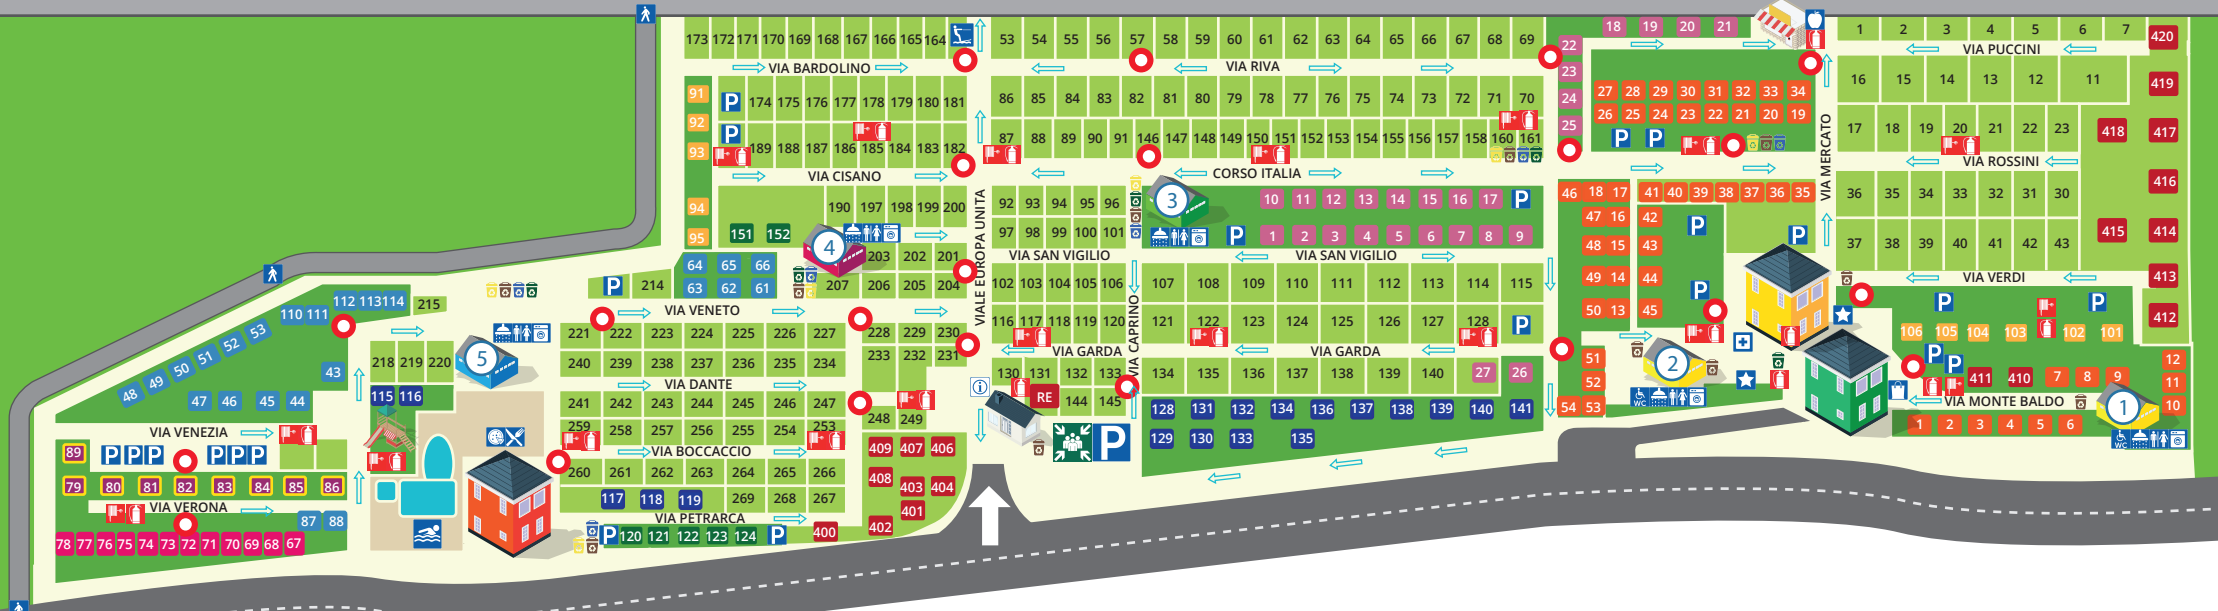 173 172 171 170 169 168 167 166 165 164
53 54 55 56 57 58 59 60 61 62 63 64 65 66 67 68 69
18 19 20 21
1 2 3 4 5 6 7
420
VIA BARDOLINO
VIA RIVA
22
VIA PUCCINI
23
91
P 174 175 176 177 178 179 180 181
86 85 84 83 82 81 80 79 78 77 76 75 74 73 72 71 70
24
27 28 29 30 31 32 33 34
16 15 14 13 12 11
419
92
P
25
26 25 24 23 22 21 20 19
93
189 188 187 186 185 184 183 182
87 88 89 90 91 146 147 148 149 150 151 152 153 154 155 156 157 158 160 161
P P
VIA MERCATO
17 18 19 20 21 22 23
418 417
VIA CISANO
CORSO ITALIA
VIA ROSSINI
416
94
190 197 198 199 200
VIALE EUROPA UNITA
92 93 94 95 96
3
10 11 12 13 14 15 16 17 P
46 18 17 41 40 39 38 37 36 35
36 35 34 33 32 31 30
95
151 152
4
97 98 99 100 101
P 1 2 3 4 5 6 7 8 9
47 16 42 P
P
415 414
37 38 39 40 41 42 43
64 65 66
203 202 201
VIA SAN VIGILIO
VIA SAN VIGILIO
48 15 43
63 62 61
207 206 205 204
102 103 104 105 106
107 108 109 110 111 112 113 114 115
49 14 44
P
VIA VERDI
413
P 214
112 113 114 215
110 111
VIA VENETO
VIA CAPRINO
50 13 45
P P
412
53 52 51 50 49 48
221 222 223 224 225 226 227
228 229 230
116 117 118 119 120
121 122 123 124 125 126 127 128 P
106 105 104 103 102 101
5
218 219 220
240 239 238 237 236 235 234
233 232 231
VIA GARDA
VIA GARDA
51
2
P
P
12
43
VIA DANTE
130 131 132 133
134 135 136 137 138 139 140 27 26
52
WC
411 410 7 8 9
11
47 46 45 44
115 116
241 242 243 244 245 246 247
248 249
i
RE 144 145
128 131 132 134 136 137 138 139 140 141
54 53
VIA MONTE BALDO
1
10
VIA VENEZIA
259 258 257 256 255 254 253
129 130 133 135
1 2 3 4 5 6
WC
89 P P P P P P
VIA BOCCACCIO
409 407 406
P
79 80 81 82 83 84 85 86
260 261 262 263 264 265 266
408 403 404
VIA VERONA
117 118 119 269 268 267
401
87 88
VIA PETRARCA
402
78 77 76 75 74 73 72 71 70 69 68 67
P 120 121 122 123 124 P 400